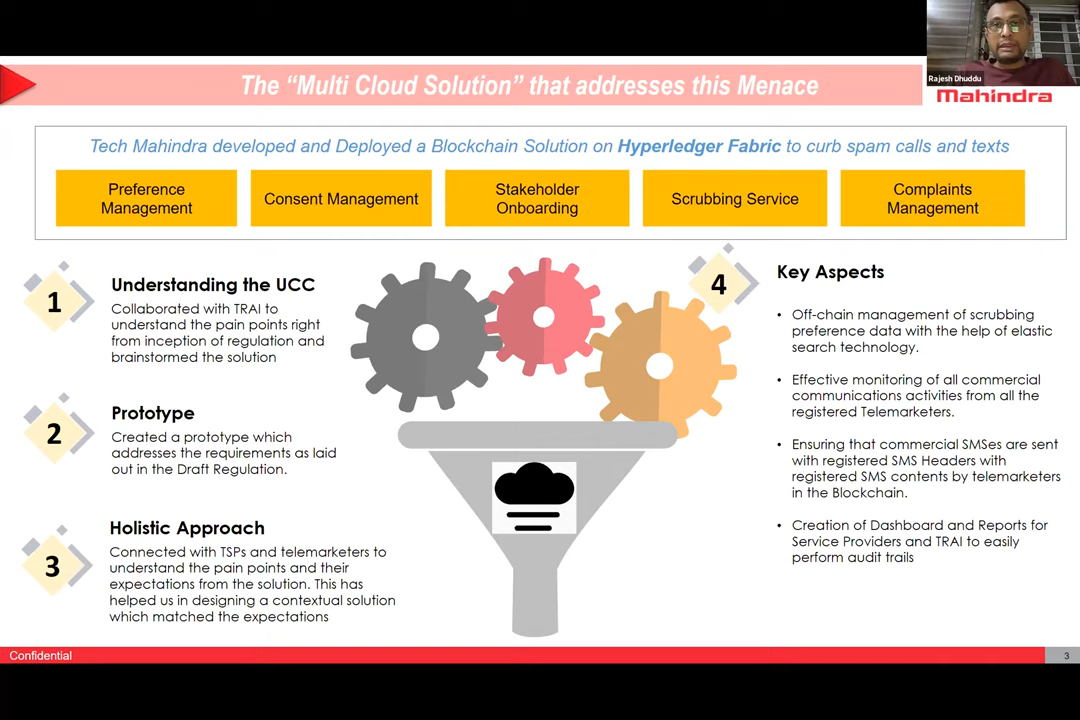 Rajesh Dhuddu
Mahindra
The “Multi Cloud Solution” that addresses this Menace
Tech Mahindra developed and Deployed a Blockchain Solution on Hyperledger Fabric to curb spam calls and texts
Preference
Management
Consent Management
Stakeholder
Onboarding
Scrubbing Service
Complaints
Management
1
Understanding the UCC
Collaborated with TRAI to
understand the pain points right
from inception of regulation and
brainstormed the solution
2
Prototype
Created a prototype which
addresses the requirements as laid
out in the Draft Regulation.
3
Holistic Approach
Connected with TSPs and telemarketers to
understand the pain points and their
expectations from the solution. This has
helped us in designing a contextual solution
which matched the expectations
4
Key Aspects
• Off-chain management of scrubbing
preference data with the help of elastic
search technology.
• Effective monitoring of all commercial
communications activities from all the
registered Telemarketers.
• Ensuring that commercial SMSes are sent
with registered SMS Headers with
registered SMS contents by telemarketers
in the Blockchain.
• Creation of Dashboard and Reports for
Service Providers and TRAI to easily
perform audit trails
Confidential
3